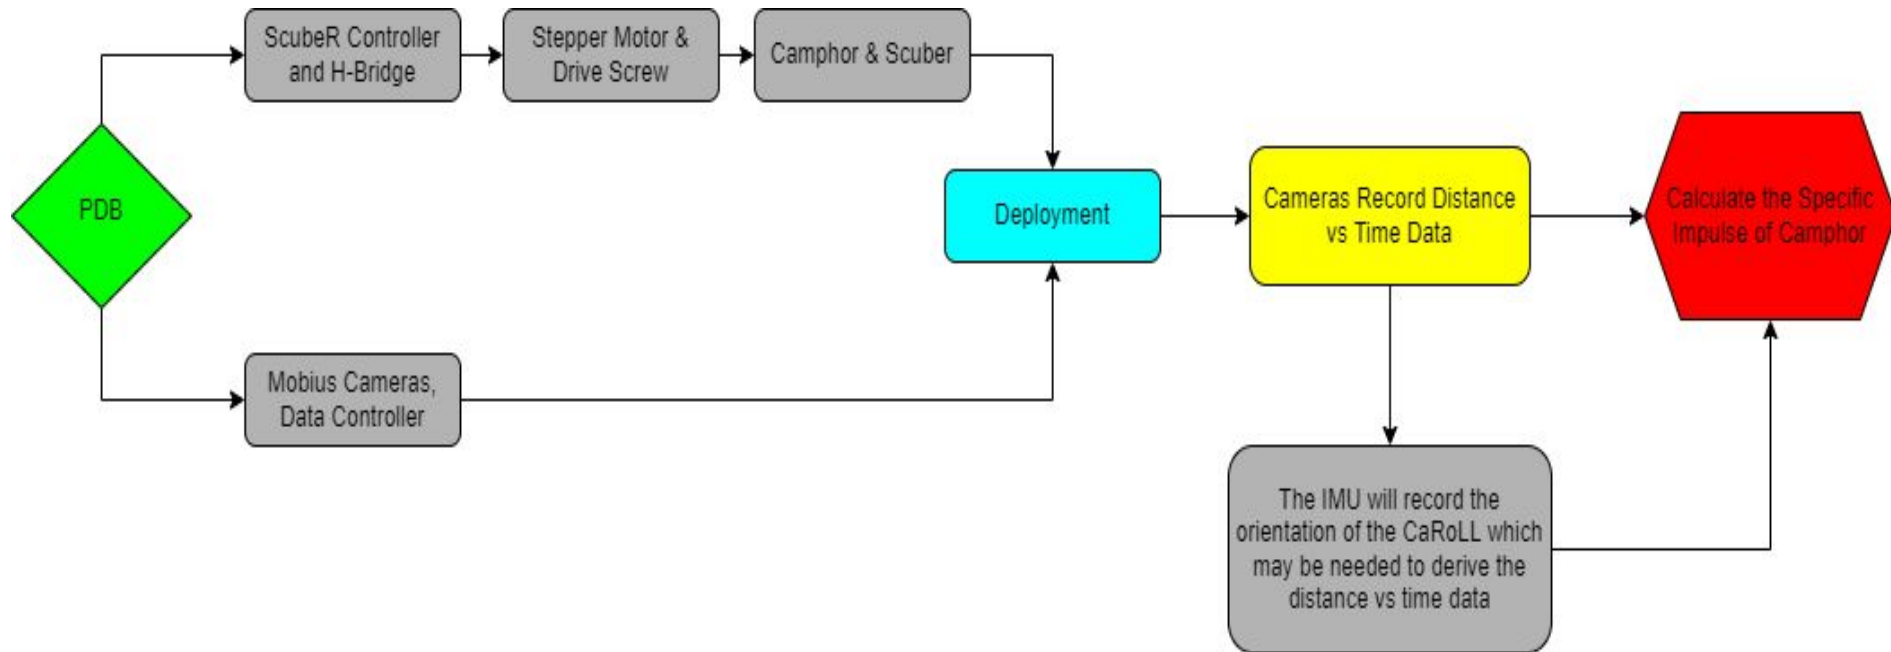 ScubeR Controller
and H-Bridge
Stepper Motor &
Drive Screw
Camphor & Scuber
PDB
Deployment
Cameras Record Distance
vs Time Data
Calculate the Specific
Impulse of Camphor
Mobius Cameras,
Data Controller
The IMU will record the
orientation of the CaRoLL which
may be needed to derive the
distance vs time data